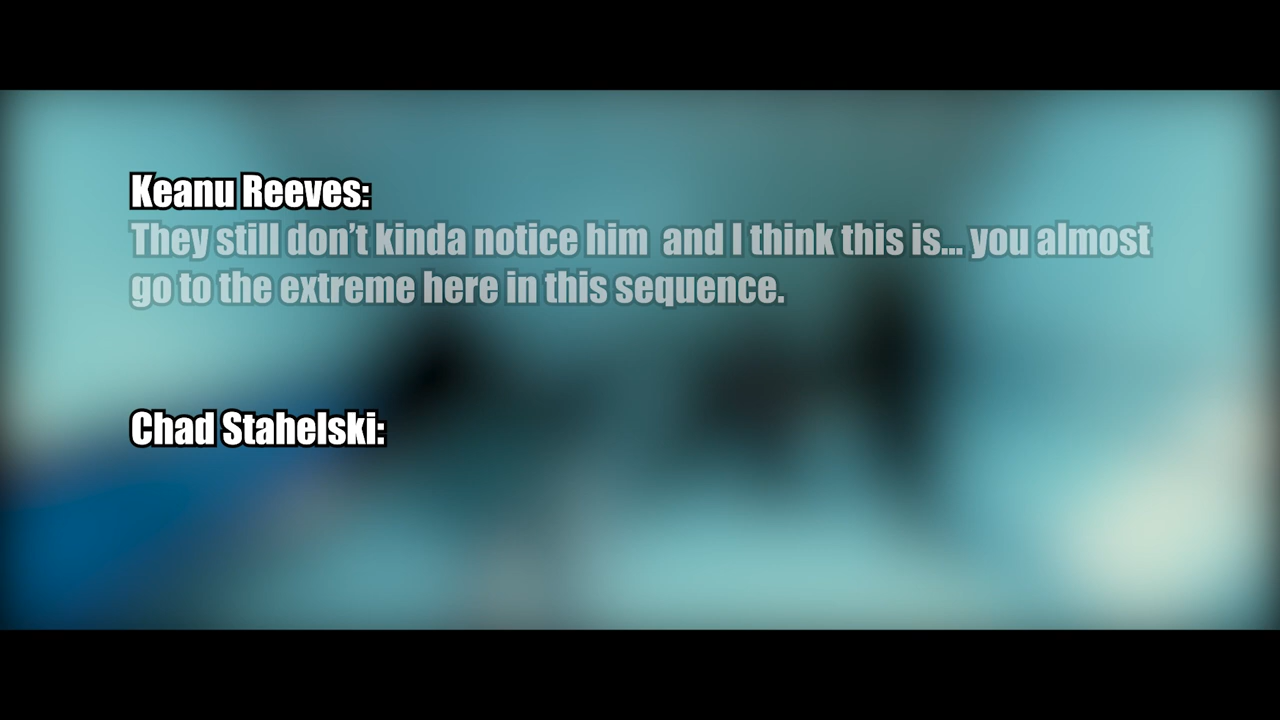 Keanu Reeves:
They still don’t kinda notice him  and I think this is... you almost
go to the extreme here in this sequence.
Chad Stahelski: